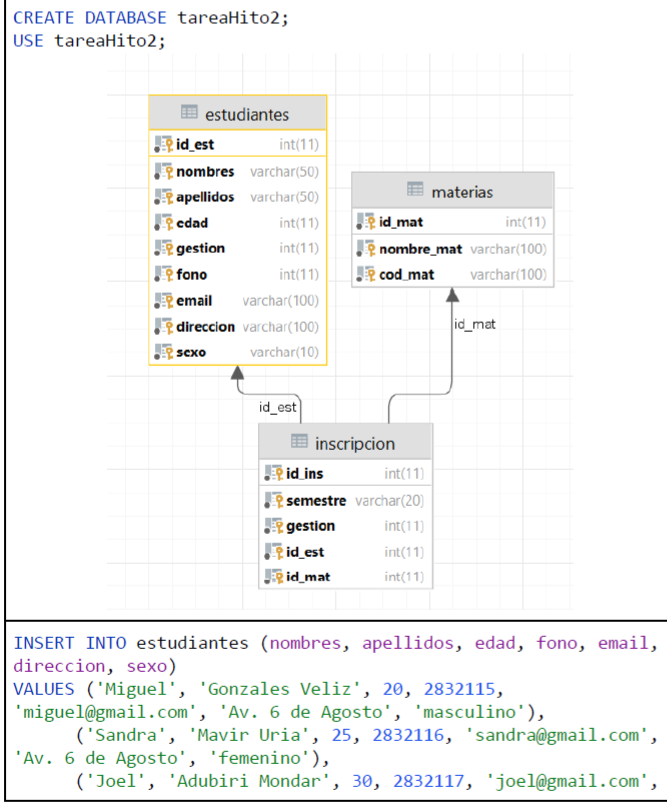 CREATE DATABASE tareaHito2;
USE tareaHito2;
estudiantes
id_est int(11)
nombres varchar(50)
apellidos varchar(50)
edad int(11)
gestion int(11)
fono int(11)
email varchar(100)
direccion varchar(100)
sexo varchar(10)
materias
id_mat int(11)
nombre_mat varchar(100)
cod_mat varchar(100)
id_mat
id_est
inscripcion
id_ins int(11)
semestre varchar(20)
gestion int(11)
id_est int(11)
id_mat int(11)
INSERT INTO estudiantes (nombres, apellidos, edad, fono, email,
direccion, sexo)
VALUES ('Miguel', 'Gonzales Veliz', 20, 2832115,
'miguel@gmail.com', 'Av. 6 de Agosto', 'masculino'),
('Sandra', 'Mavir Uria', 25, 2832116, 'sandra@gmail.com',
'Av. 6 de Agosto', 'femenino'),
('Joel', 'Adubiri Mondar', 30, 2832117, 'joel@gmail.com',